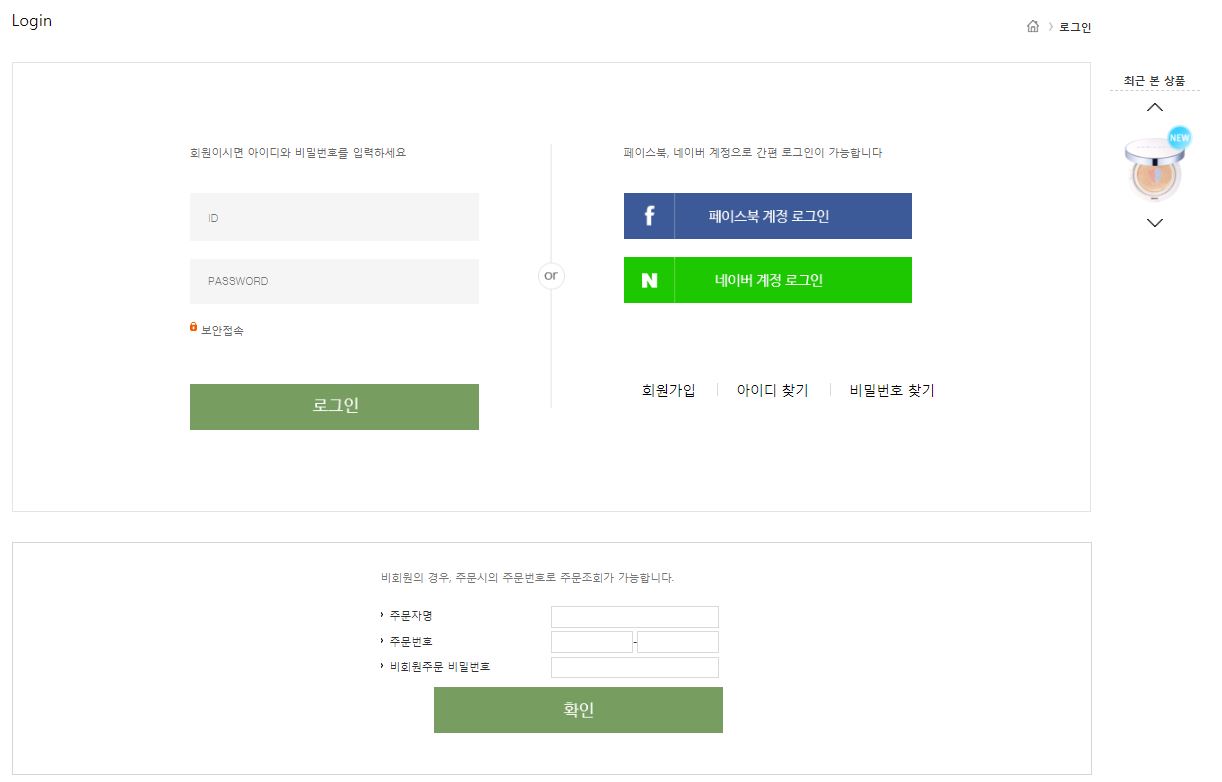 Login
로그인
최근 본 상품
NEW
회원이시면 아이디와 비밀번호를 입력하세요
ID
PASSWORD
보안접속
로그인
or
페이스북, 네이버 계정으로 간편 로그인이 가능합니다
f 페이스북 계정 로그인
N 네이버 계정 로그인
회원가입 아이디 찾기 비밀번호 찾기
비회원의 경우, 주문시의 주문번호로 주문조회가 가능합니다.
주문자명
주문번호 -
비회원주문 비밀번호
확인